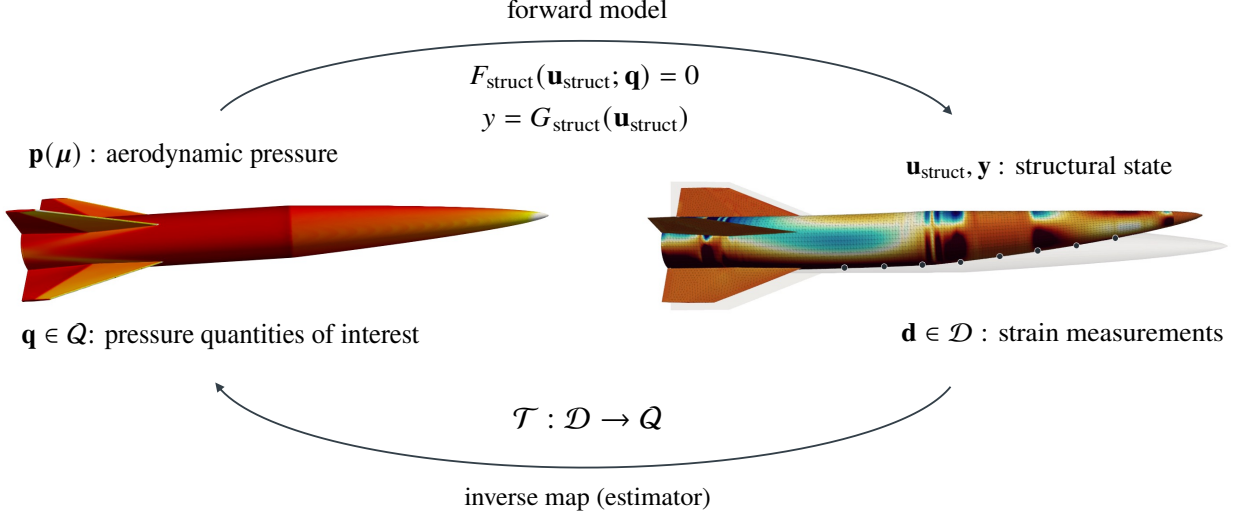 forward model
F_struct(𝐮_struct; 𝐪) = 0
y = G_struct(𝐮_struct)
𝐩(𝝁) : aerodynamic pressure
𝐮_struct, 𝐲 : structural state
𝐪 ∈ 𝒬: pressure quantities of interest
𝐝 ∈ 𝒟 : strain measurements
𝒯 : 𝒟 → 𝒬
inverse map (estimator)